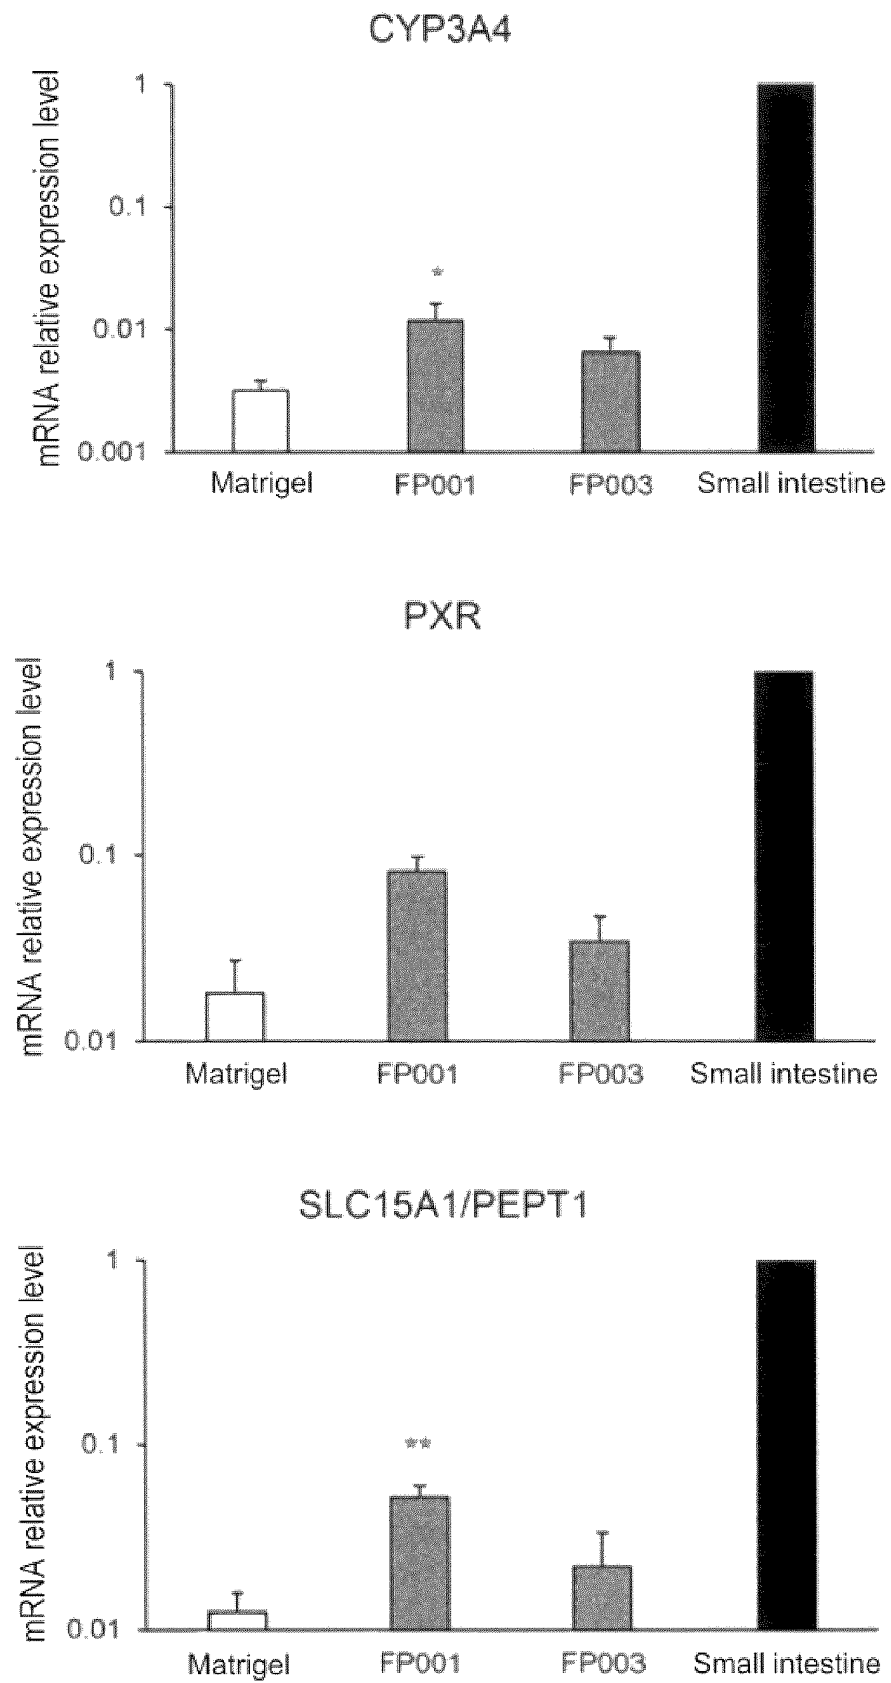 CYP3A4
mRNA relative expression level
1
0.1
0.01
0.001
*
Matrigel FP001 FP003 Small intestine
PXR
mRNA relative expression level
1
0.1
0.01
Matrigel FP001 FP003 Small intestine
SLC15A1/PEPT1
mRNA relative expression level
1
0.1
0.01
**
Matrigel FP001 FP003 Small intestine